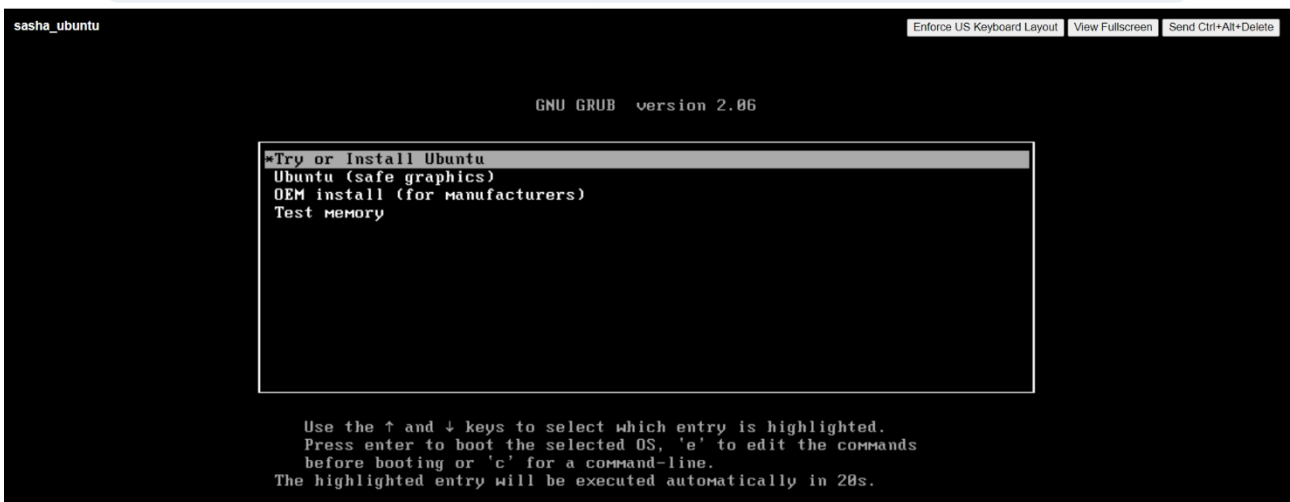 sasha_ubuntu
Enforce US Keyboard Layout View Fullscreen Send Ctrl+Alt+Delete
GNU GRUB version 2.06
*Try or Install Ubuntu
Ubuntu (safe graphics)
OEM install (for manufacturers)
Test memory
Use the ↑ and ↓ keys to select which entry is highlighted.
Press enter to boot the selected OS, 'e' to edit the commands
before booting or 'c' for a command-line.
The highlighted entry will be executed automatically in 20s.